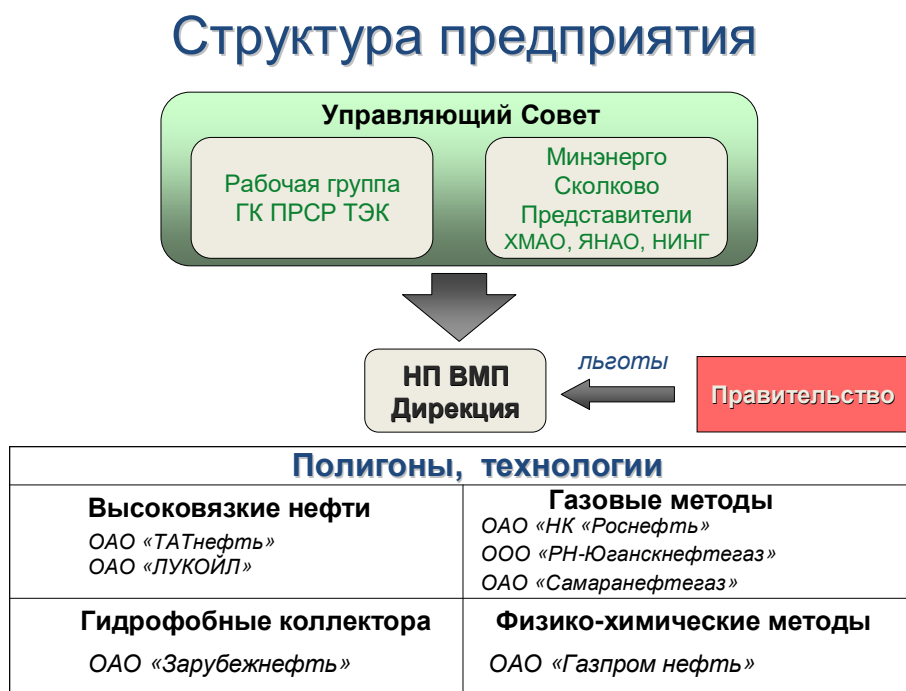 Структура предприятия
Управляющий Совет
Рабочая группа
ГК ПРСР ТЭК
Минэнерго
Сколково
Представители
ХМАО, ЯНАО, НИНГ
НП ВМП
Дирекция
льготы
Правительство
Полигоны, технологии
Высоковязкие нефти
ОАО «ТАТнефть»
ОАО «ЛУКОЙЛ»
Газовые методы
ОАО «НК «Роснефть»
ООО «РН-Юганскнефтегаз»
ОАО «Самаранефтегаз»
Гидрофобные коллектора
ОАО «Зарубежнефть»
Физико-химические методы
ОАО «Газпром нефть»